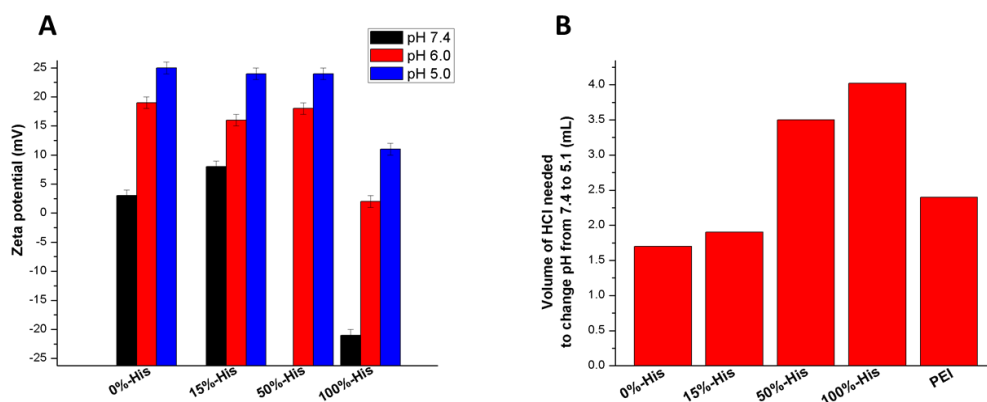 A
pH 7.4
pH 6.0
pH 5.0
Zeta potential (mV)
25
20
15
10
5
0
-5
-10
-15
-20
-25
0%-His
15%-His
50%-His
100%-His
B
Volume of HCl needed
to change pH from 7.4 to 5.1 (mL)
4.0
3.5
3.0
2.5
2.0
1.5
1.0
0.5
0.0
0%-His
15%-His
50%-His
100%-His
PEI